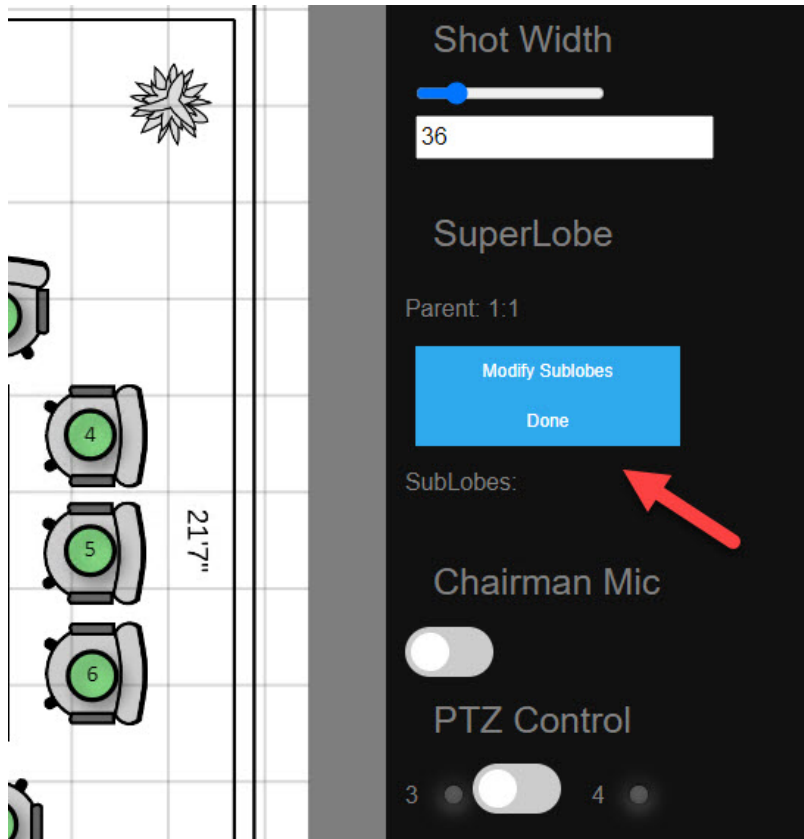 Shot Width
36
SuperLobe
Parent: 1:1
Modify Sublobes
Done
SubLobes:
Chairman Mic
PTZ Control
3 4
4
5
6
21'7"